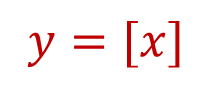 y = [x]